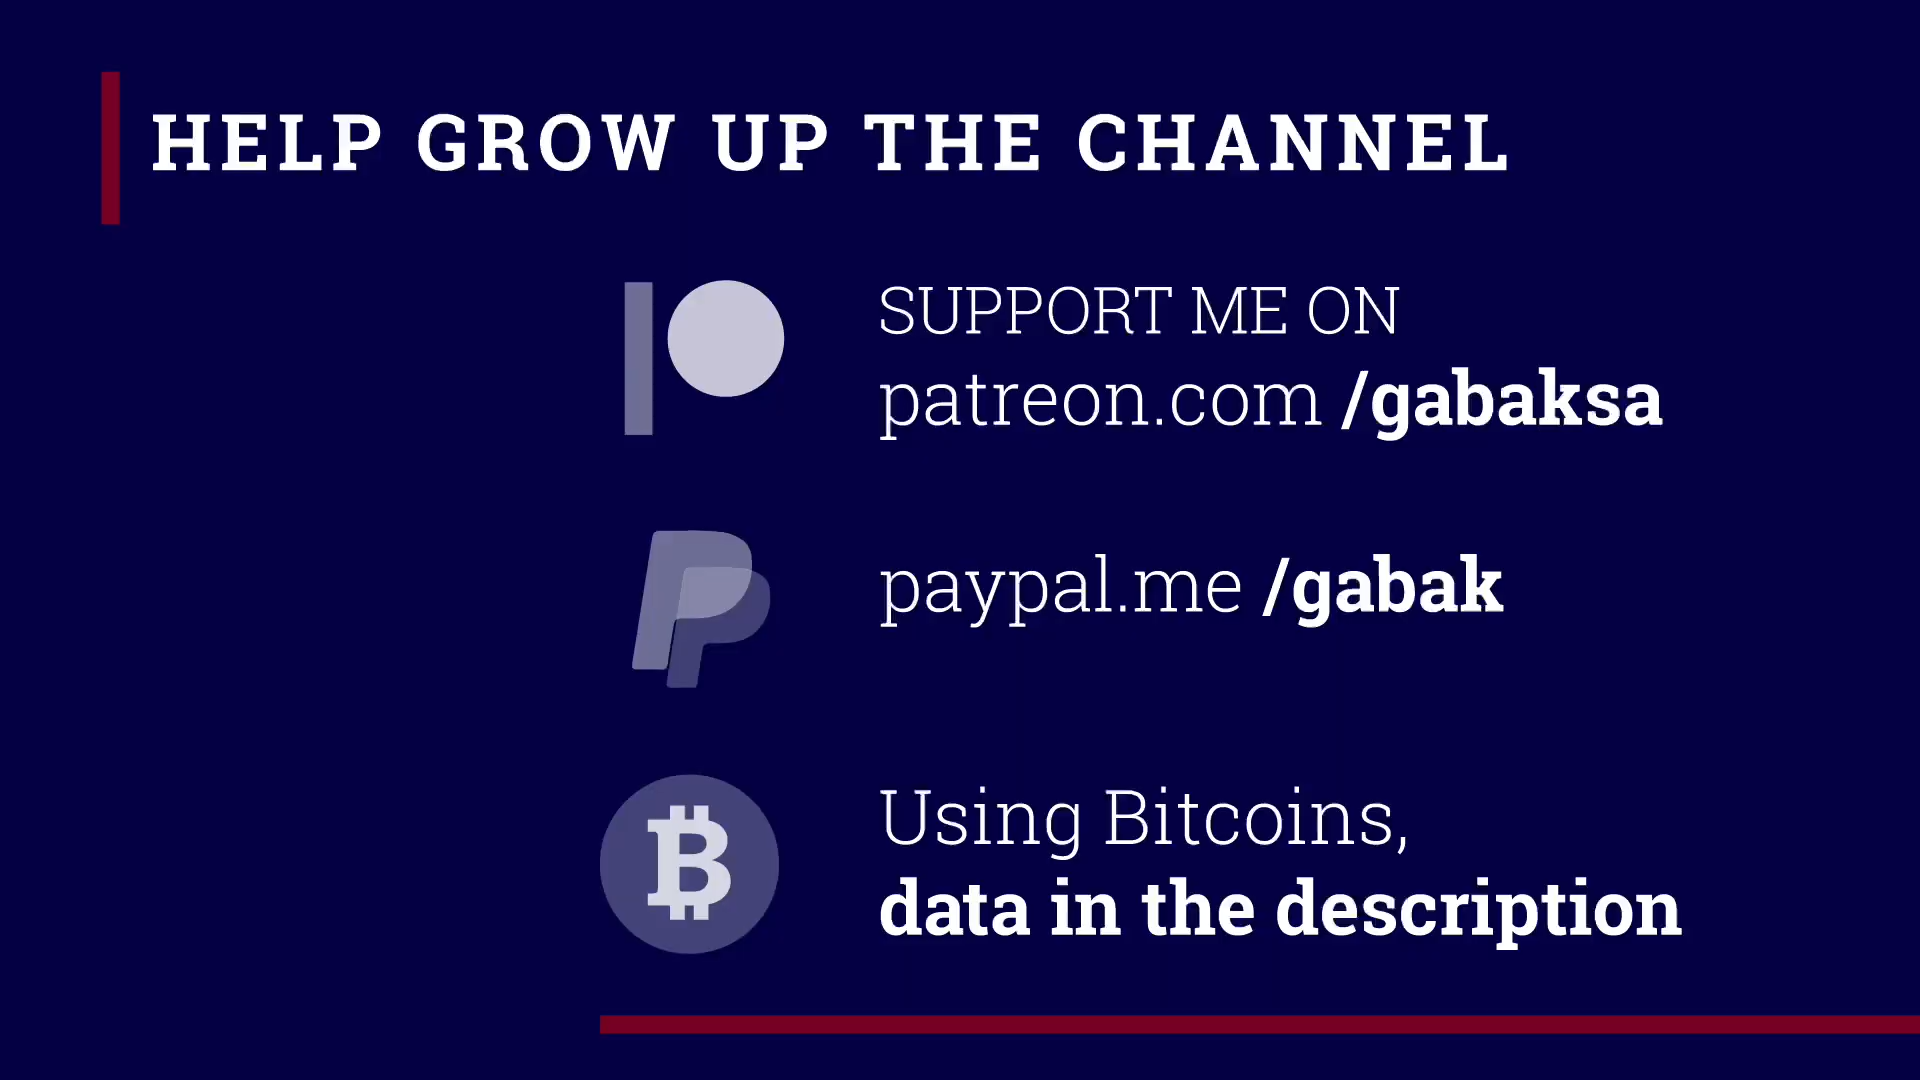 HELP GROW UP THE CHANNEL
SUPPORT ME ON
patreon.com /gabaksa
paypal.me /gabak
Using Bitcoins,
data in the description